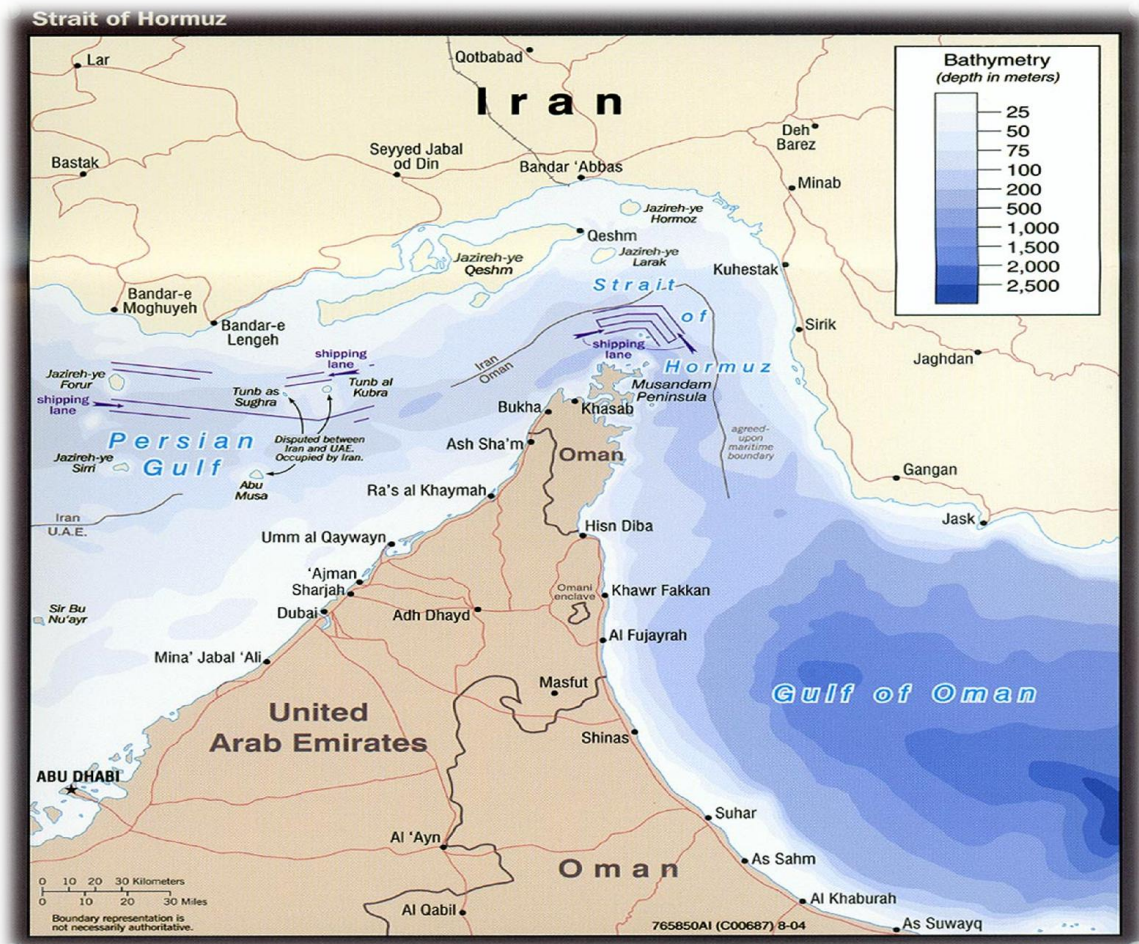 Strait of Hormuz
Lar
Qotbabad
Iran
Bathymetry
(depth in meters)
25
50
75
100
200
500
1,000
1,500
2,000
2,500
Deh
Barez
Bastak
Seyyed Jabal
od Din
Bandar 'Abbas
Minab
Jazireh-ye
Hormoz
Qeshm
Jazireh-ye
Larak
Jazireh-ye
Qeshm
Kuhestak
Strait
of
Hormuz
Bandar-e
Moghuyeh
Bandar-e
Lengeh
Sirik
Jaghdan
shipping
lane
Iran
Oman
shipping
lane
Jazireh-ye
Forur
Tunb as
Sughra
Tunb al
Kubra
shipping
lane
Musandam
Peninsula
Bukha
Khasab
Persian
Gulf
Disputed between
Iran and UAE.
Occupied by Iran.
Ash Sha'm
Oman
agreed-
upon
maritime
boundary
Jazireh-ye
Sirri
Abu
Musa
Ra's al Khaymah
Gangan
Iran
U.A.E.
Jask
Umm al Qaywayn
Hisn Diba
'Ajman
Sharjah
Dubai
Omani
enclave
Khawr Fakkan
Sir Bu
Nu'ayr
Adh Dhayd
Al Fujayrah
Mina' Jabal 'Ali
Masfut
Gulf of Oman
United
Arab Emirates
Shinas
ABU DHABI
Suhar
Al 'Ayn
As Sahm
Oman
0 10 20 30 Kilometers
0 10 20 30 Miles
Al Khaburah
Al Qabil
Boundary representation is
not necessarily authoritative.
765850AI (C00687) 8-04
As Suwayq